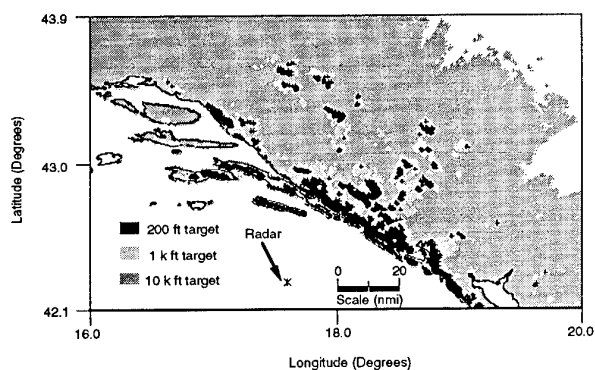 43.9
43.0
42.1
Latitude (Degrees)
200 ft target
1 k ft target
10 k ft target
Radar
0 20
Scale (nmi)
16.0 18.0 20.0
Longitude (Degrees)